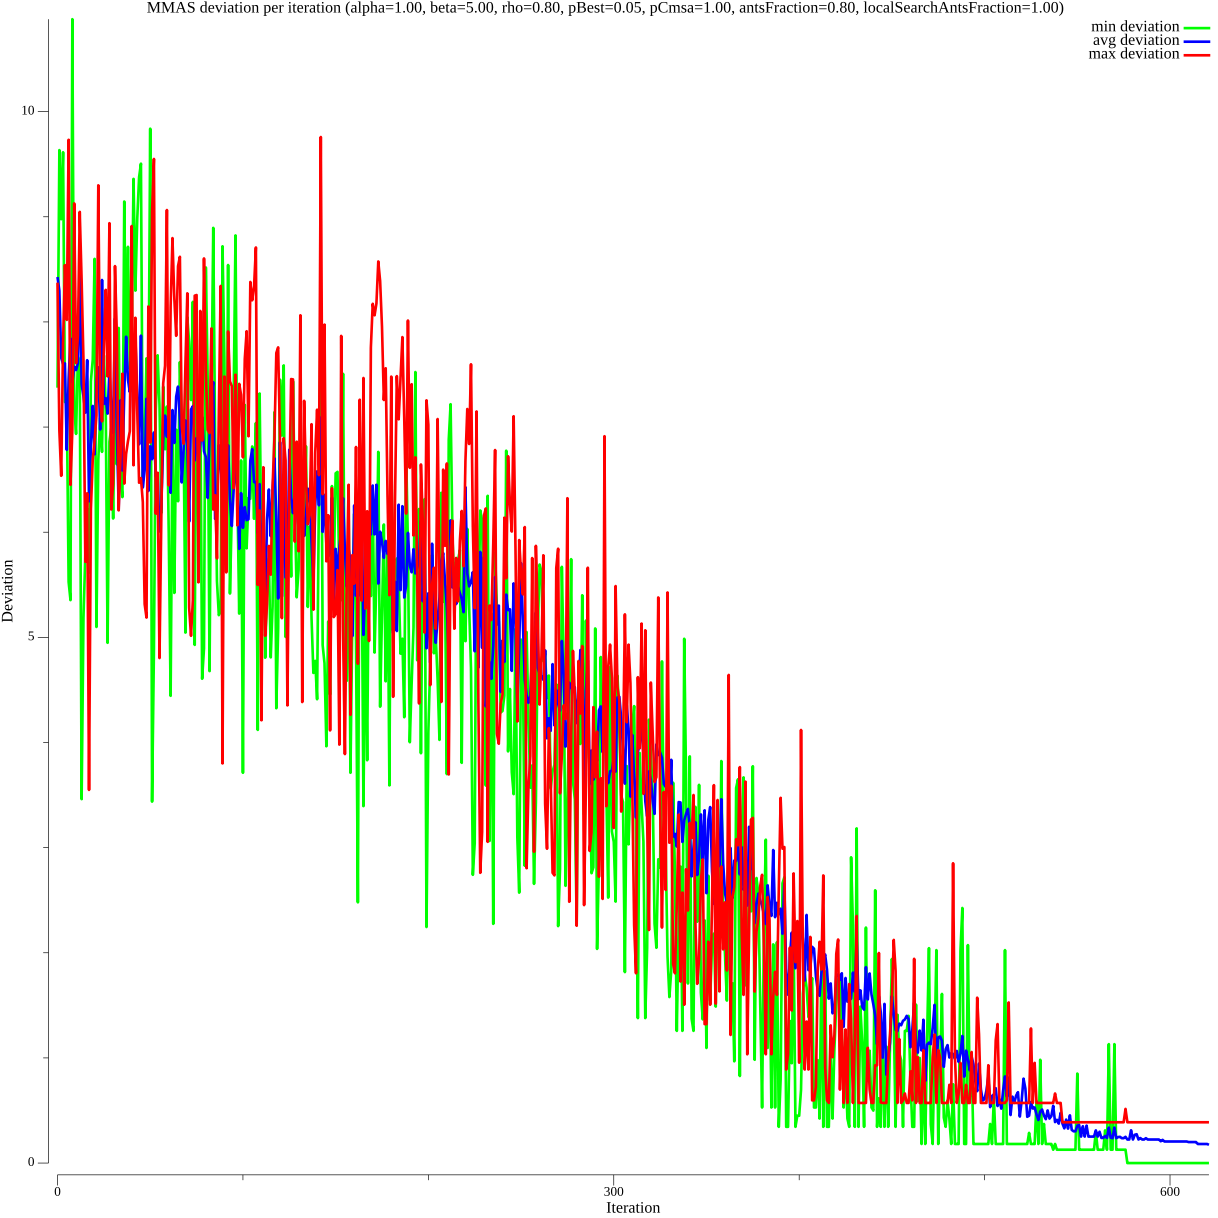 MMAS deviation per iteration (alpha=1.00, beta=5.00, rho=0.80, pBest=0.05, pCmsa=1.00, antsFraction=0.80, localSearchAntsFraction=1.00)
min deviation
avg deviation
max deviation
10
5
0
Deviation
0
300
600
Iteration